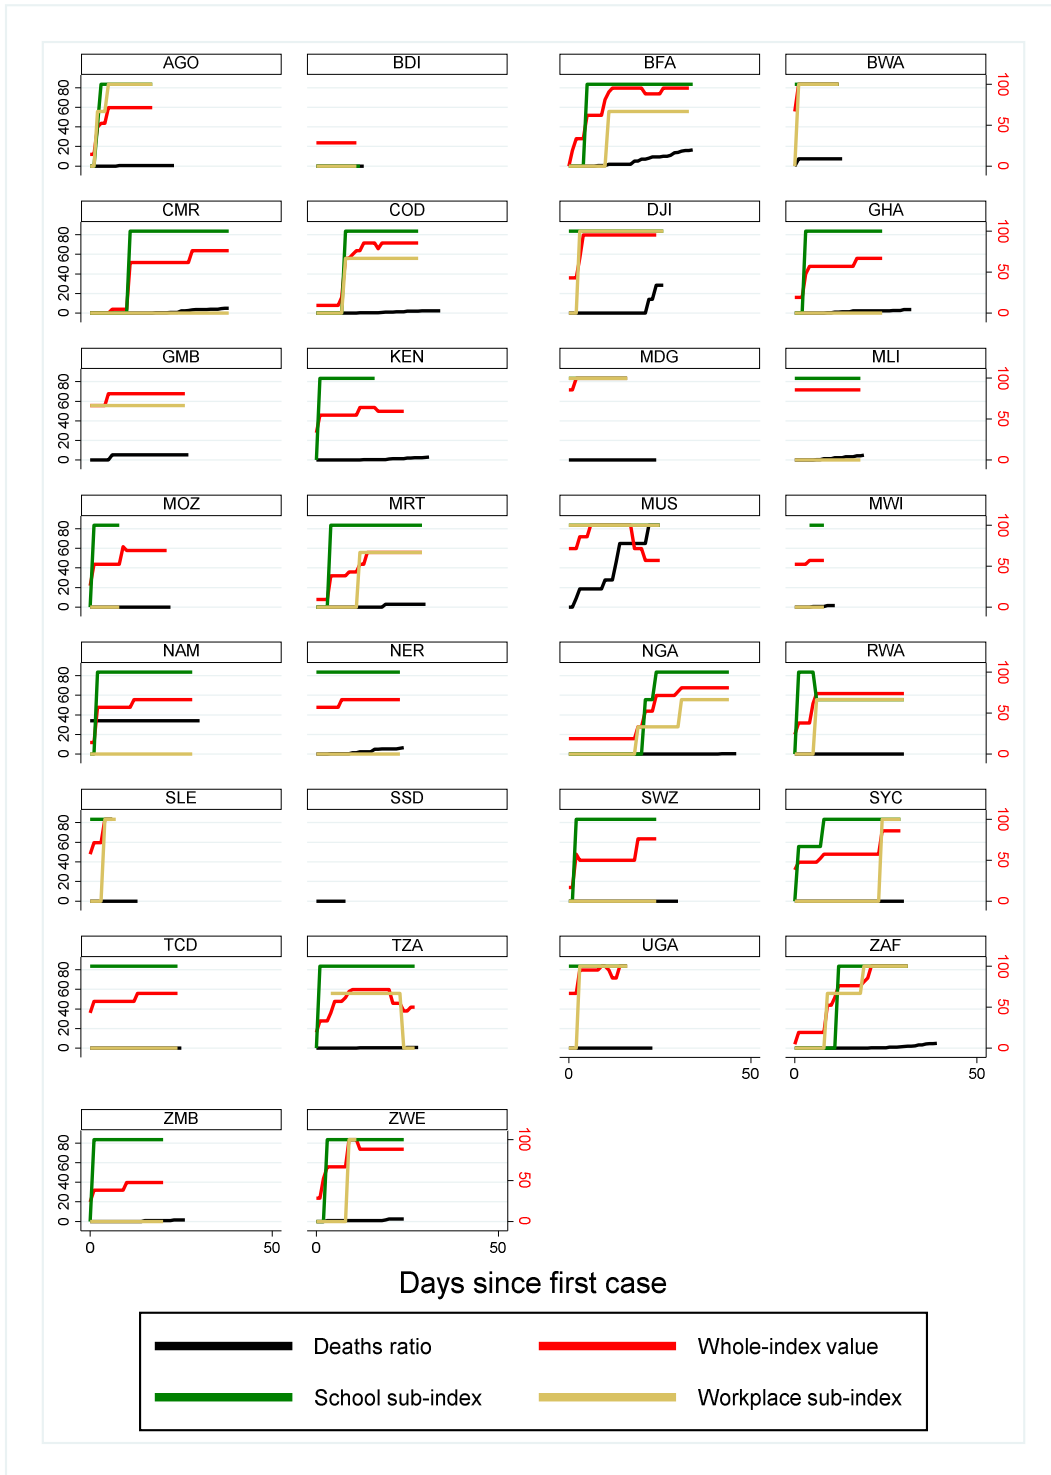 AGO BDI BFA BWA
0 20 40 60 80 0 50 100
CMR COD DJI GHA
0 20 40 60 80 0 50 100
GMB KEN MDG MLI
0 20 40 60 80 0 50 100
MOZ MRT MUS MWI
0 20 40 60 80 0 50 100
NAM NER NGA RWA
0 20 40 60 80 0 50 100
SLE SSD SWZ SYC
0 20 40 60 80 0 50 100
TCD TZA UGA ZAF
0 20 40 60 80 0 50 100
0 50 0 50
ZMB ZWE
0 20 40 60 80 0 50 100
0 50 0 50
Days since first case
Deaths ratio Whole-index value
School sub-index Workplace sub-index